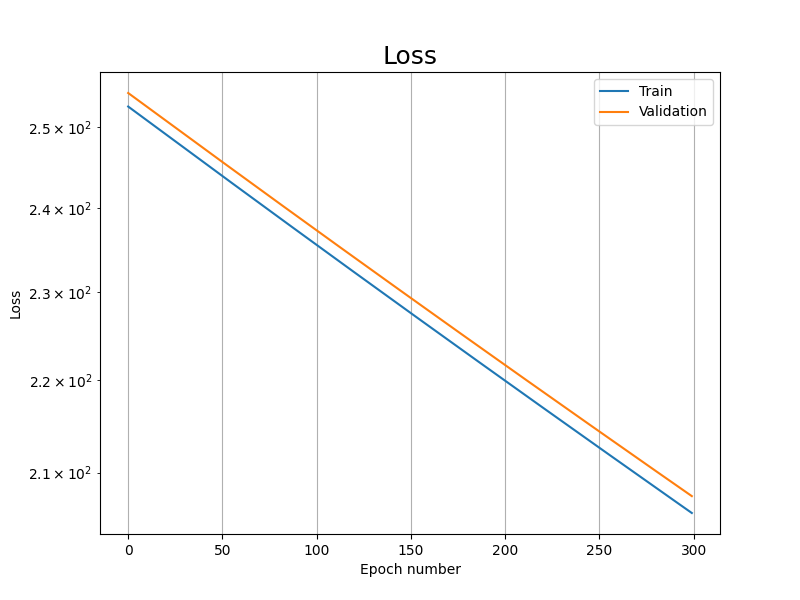 Loss
Train
Validation
2.5 × 10²
2.4 × 10²
2.3 × 10²
2.2 × 10²
2.1 × 10²
Loss
0 50 100 150 200 250 300
Epoch number